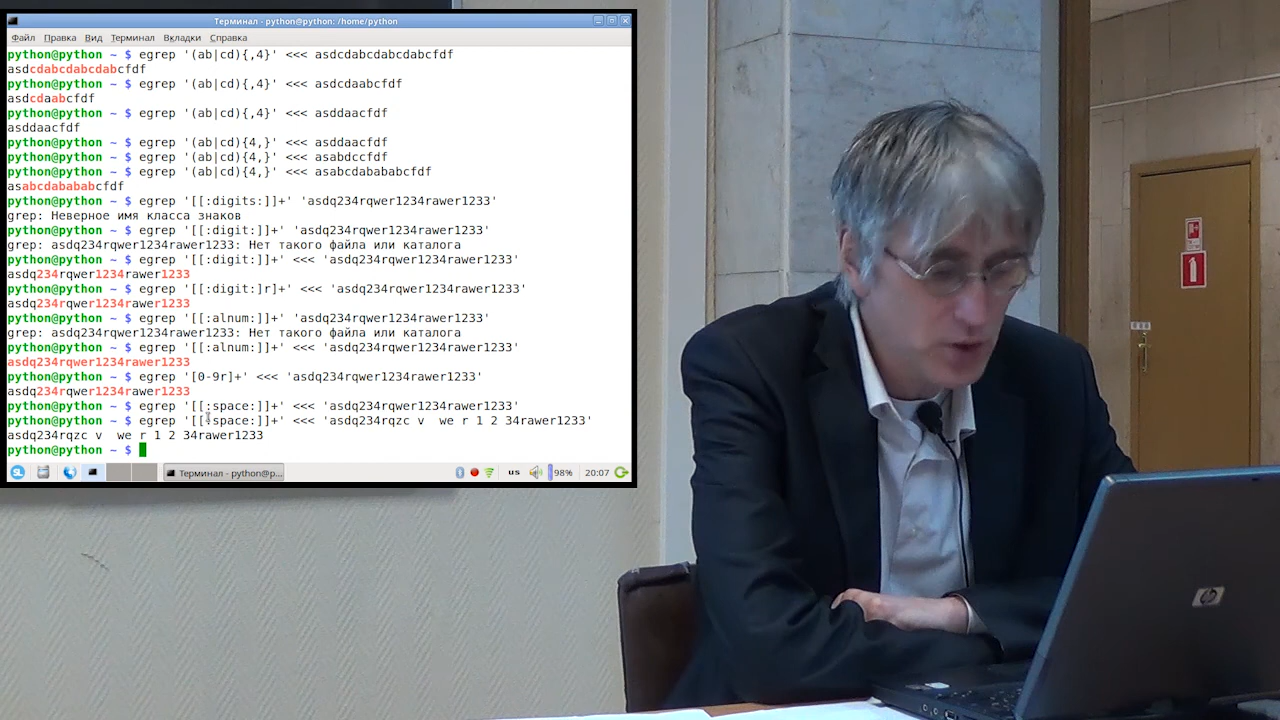 Терминал - python@python: /home/python
Файл Правка Вид Терминал Вкладки Справка
python@python ~ $ egrep '(ab|cd){,4}' <<< asdcdabcdabcdabcfdf
asdcdabcdabcdabcfdf
python@python ~ $ egrep '(ab|cd){,4}' <<< asdcdaabcfdf
asdcdaabcfdf
python@python ~ $ egrep '(ab|cd){,4}' <<< asddaacfdf
asddaacfdf
python@python ~ $ egrep '(ab|cd){4,}' <<< asddaacfdf
python@python ~ $ egrep '(ab|cd){4,}' <<< asabdccfdf
python@python ~ $ egrep '(ab|cd){4,}' <<< asabcdabababcfdf
asabcdabababcfdf
python@python ~ $ egrep '[[:digits:]]+' 'asdq234rqwer1234rawer1233'
grep: Неверное имя класса знаков
python@python ~ $ egrep '[[:digit:]]+' 'asdq234rqwer1234rawer1233'
grep: asdq234rqwer1234rawer1233: Нет такого файла или каталога
python@python ~ $ egrep '[[:digit:]]+' <<< 'asdq234rqwer1234rawer1233'
asdq234rqwer1234rawer1233
python@python ~ $ egrep '[[:digit:]r]+' <<< 'asdq234rqwer1234rawer1233'
asdq234rqwer1234rawer1233
python@python ~ $ egrep '[[:alnum:]]+' 'asdq234rqwer1234rawer1233'
grep: asdq234rqwer1234rawer1233: Нет такого файла или каталога
python@python ~ $ egrep '[[:alnum:]]+' <<< 'asdq234rqwer1234rawer1233'
asdq234rqwer1234rawer1233
python@python ~ $ egrep '[0-9r]+' <<< 'asdq234rqwer1234rawer1233'
asdq234rqwer1234rawer1233
python@python ~ $ egrep '[[:space:]]+' <<< 'asdq234rqwer1234rawer1233'
python@python ~ $ egrep '[[:space:]]+' <<< 'asdq234rqzc v  we r 1 2 34rawer1233'
asdq234rqzc v  we r 1 2 34rawer1233
python@python ~ $
Терминал - python@p... us 98% 20:07
hp